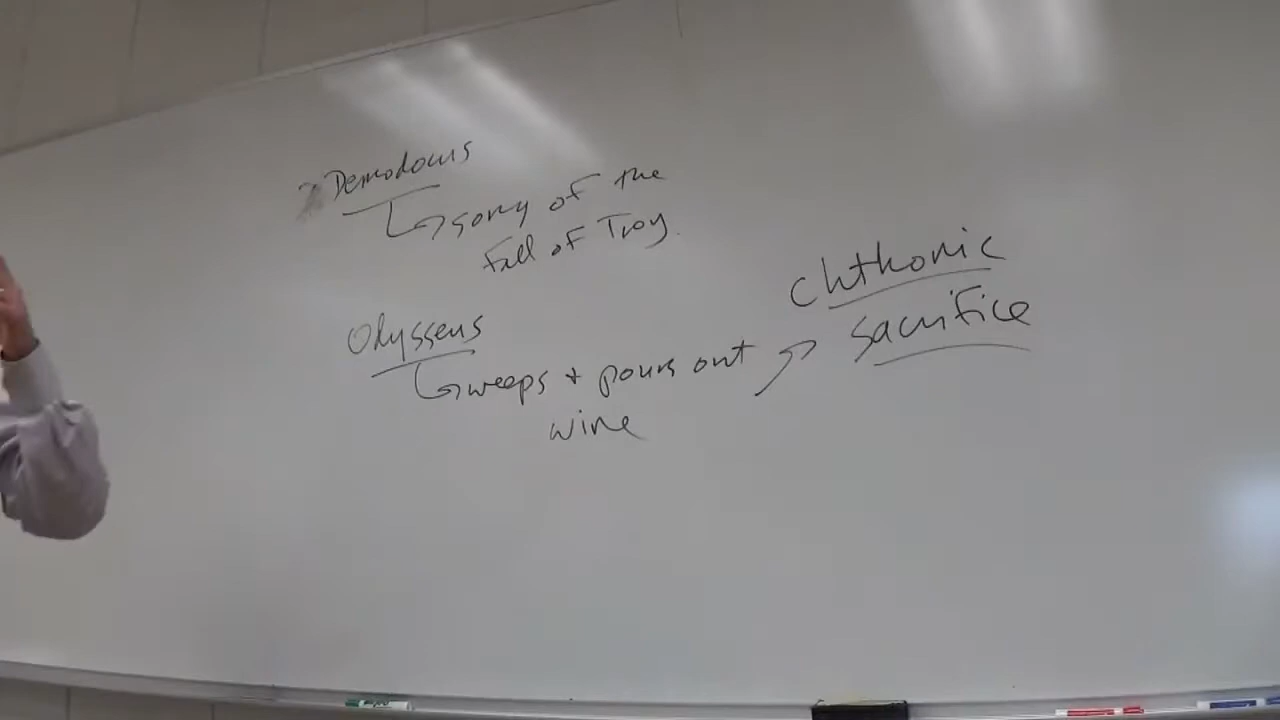 Demodocus
↳ song of the
Fall of Troy.
Odysseus
↳ weeps + pours out
wine
↗ chthonic
sacrifice